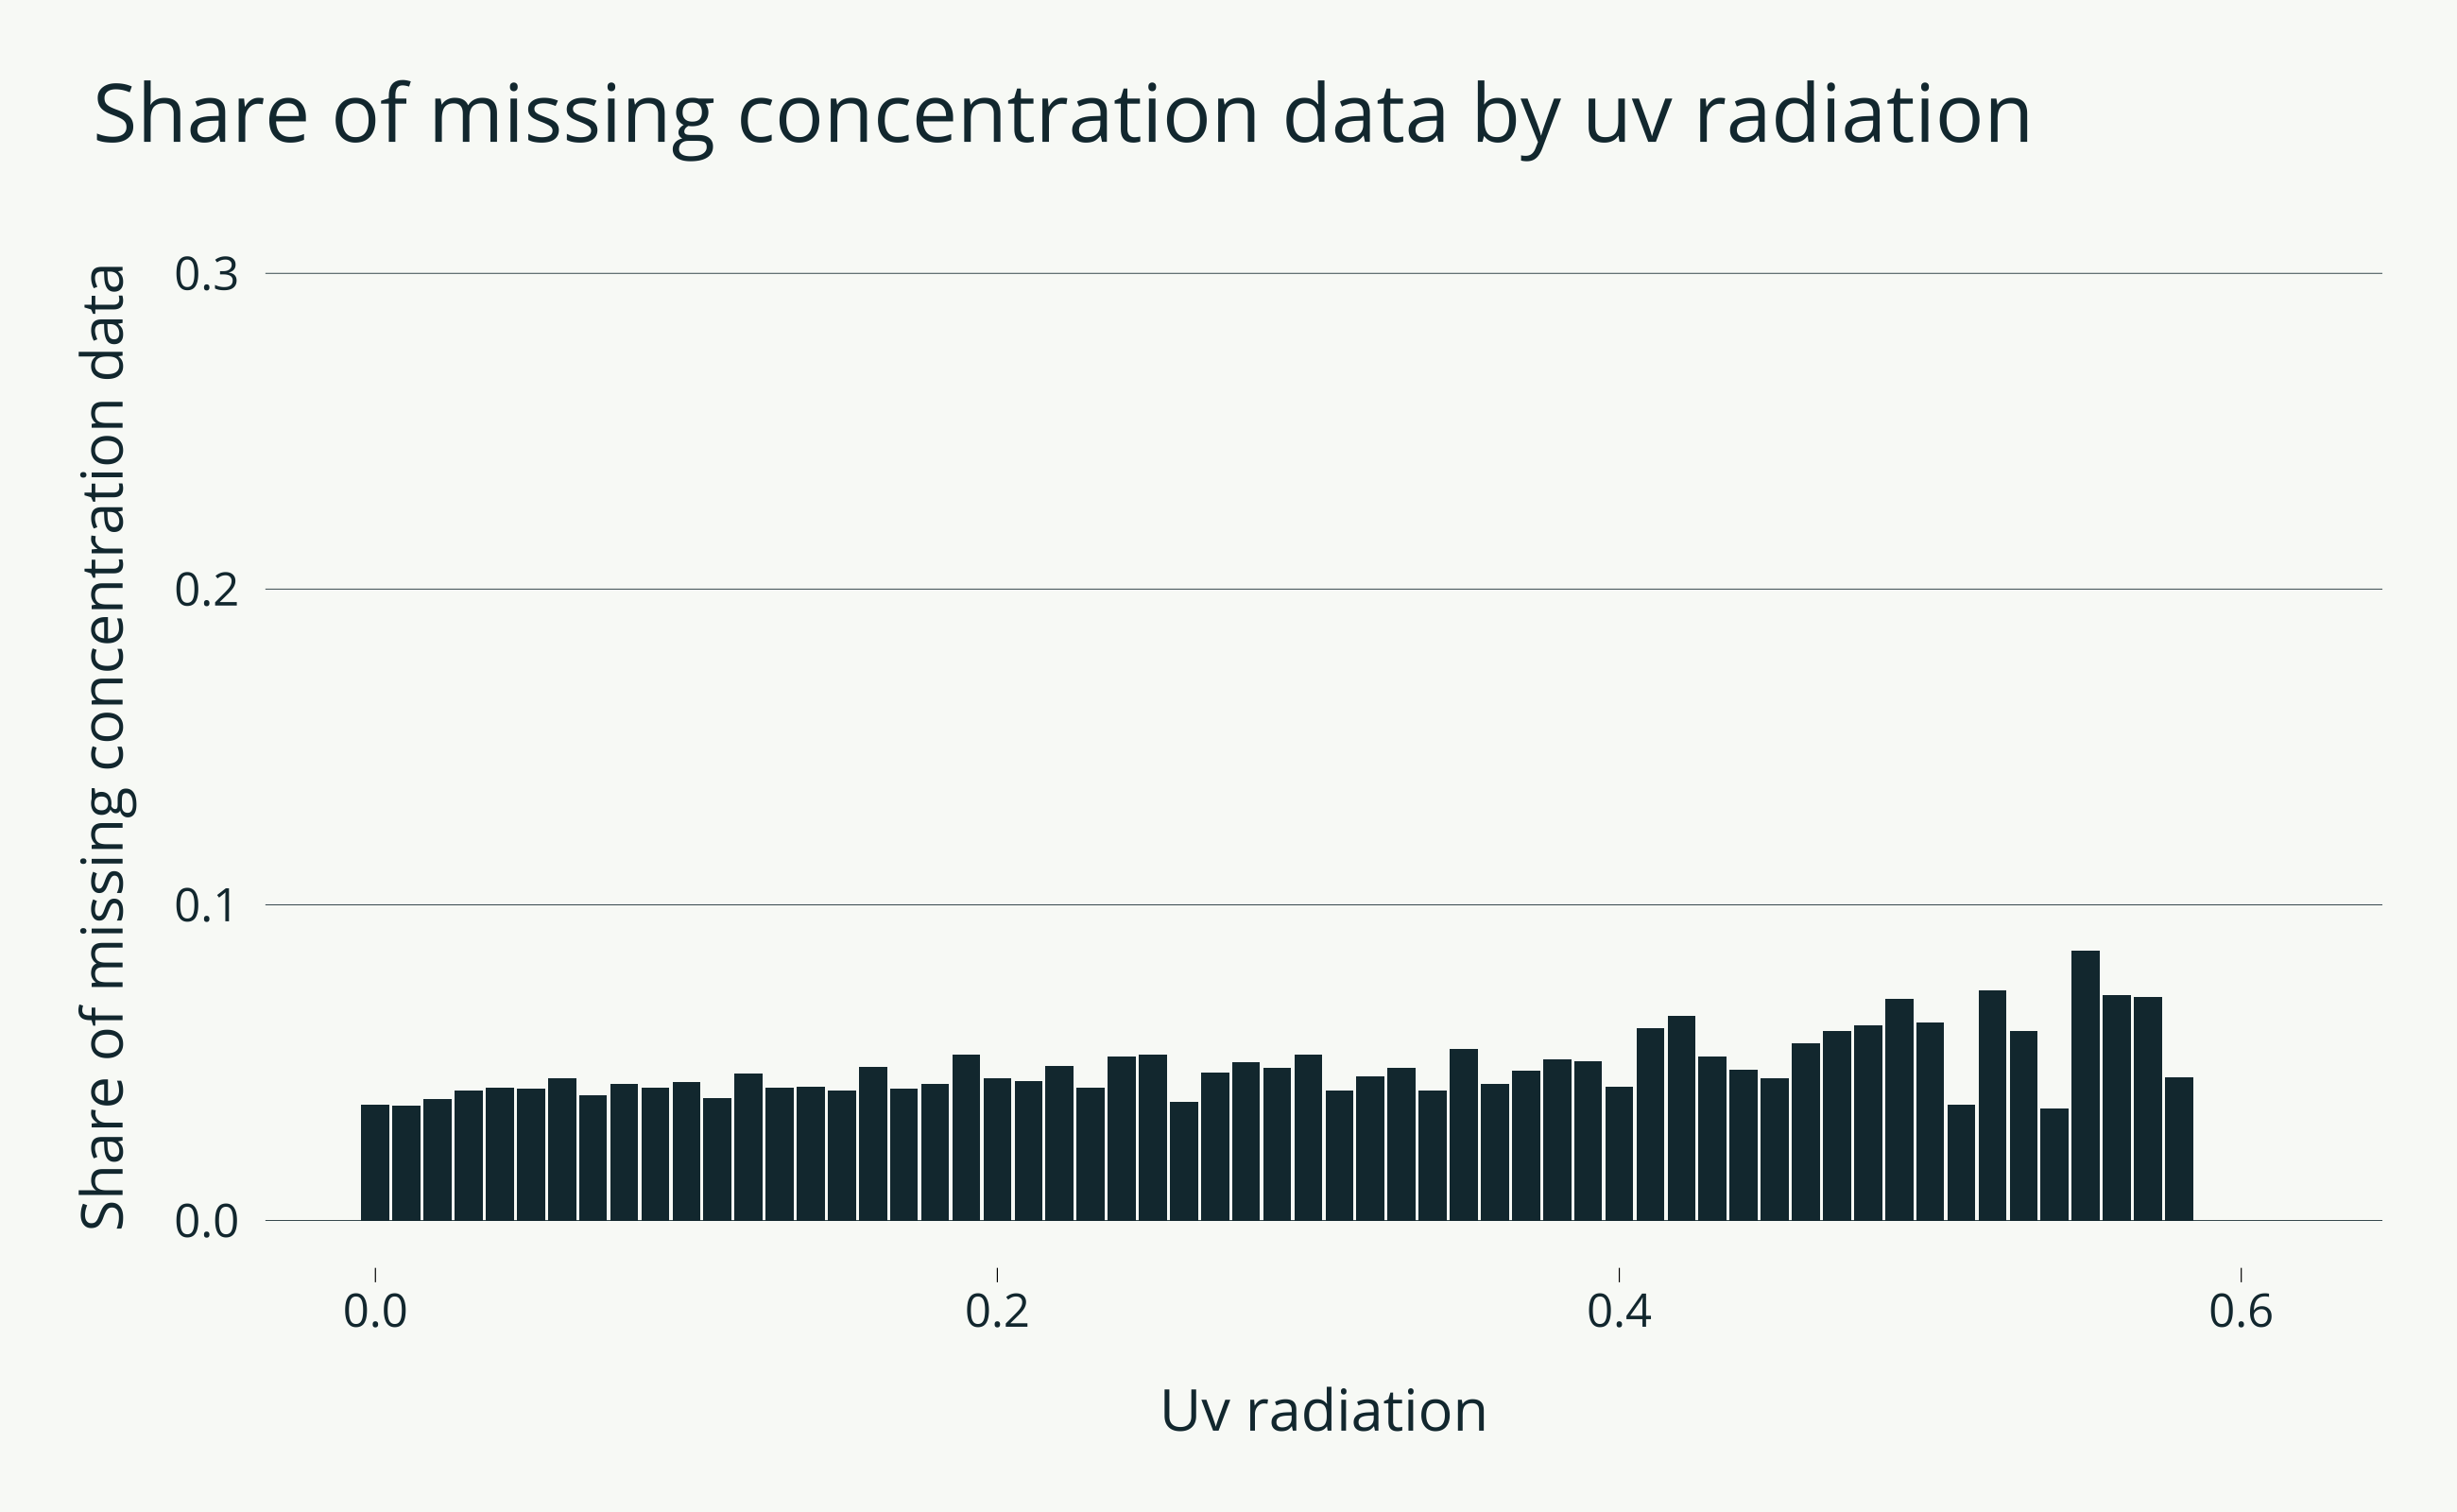 Share of missing concentration data by uv radiation
Share of missing concentration data
0.3
0.2
0.1
0.0
0.0 0.2 0.4 0.6
Uv radiation